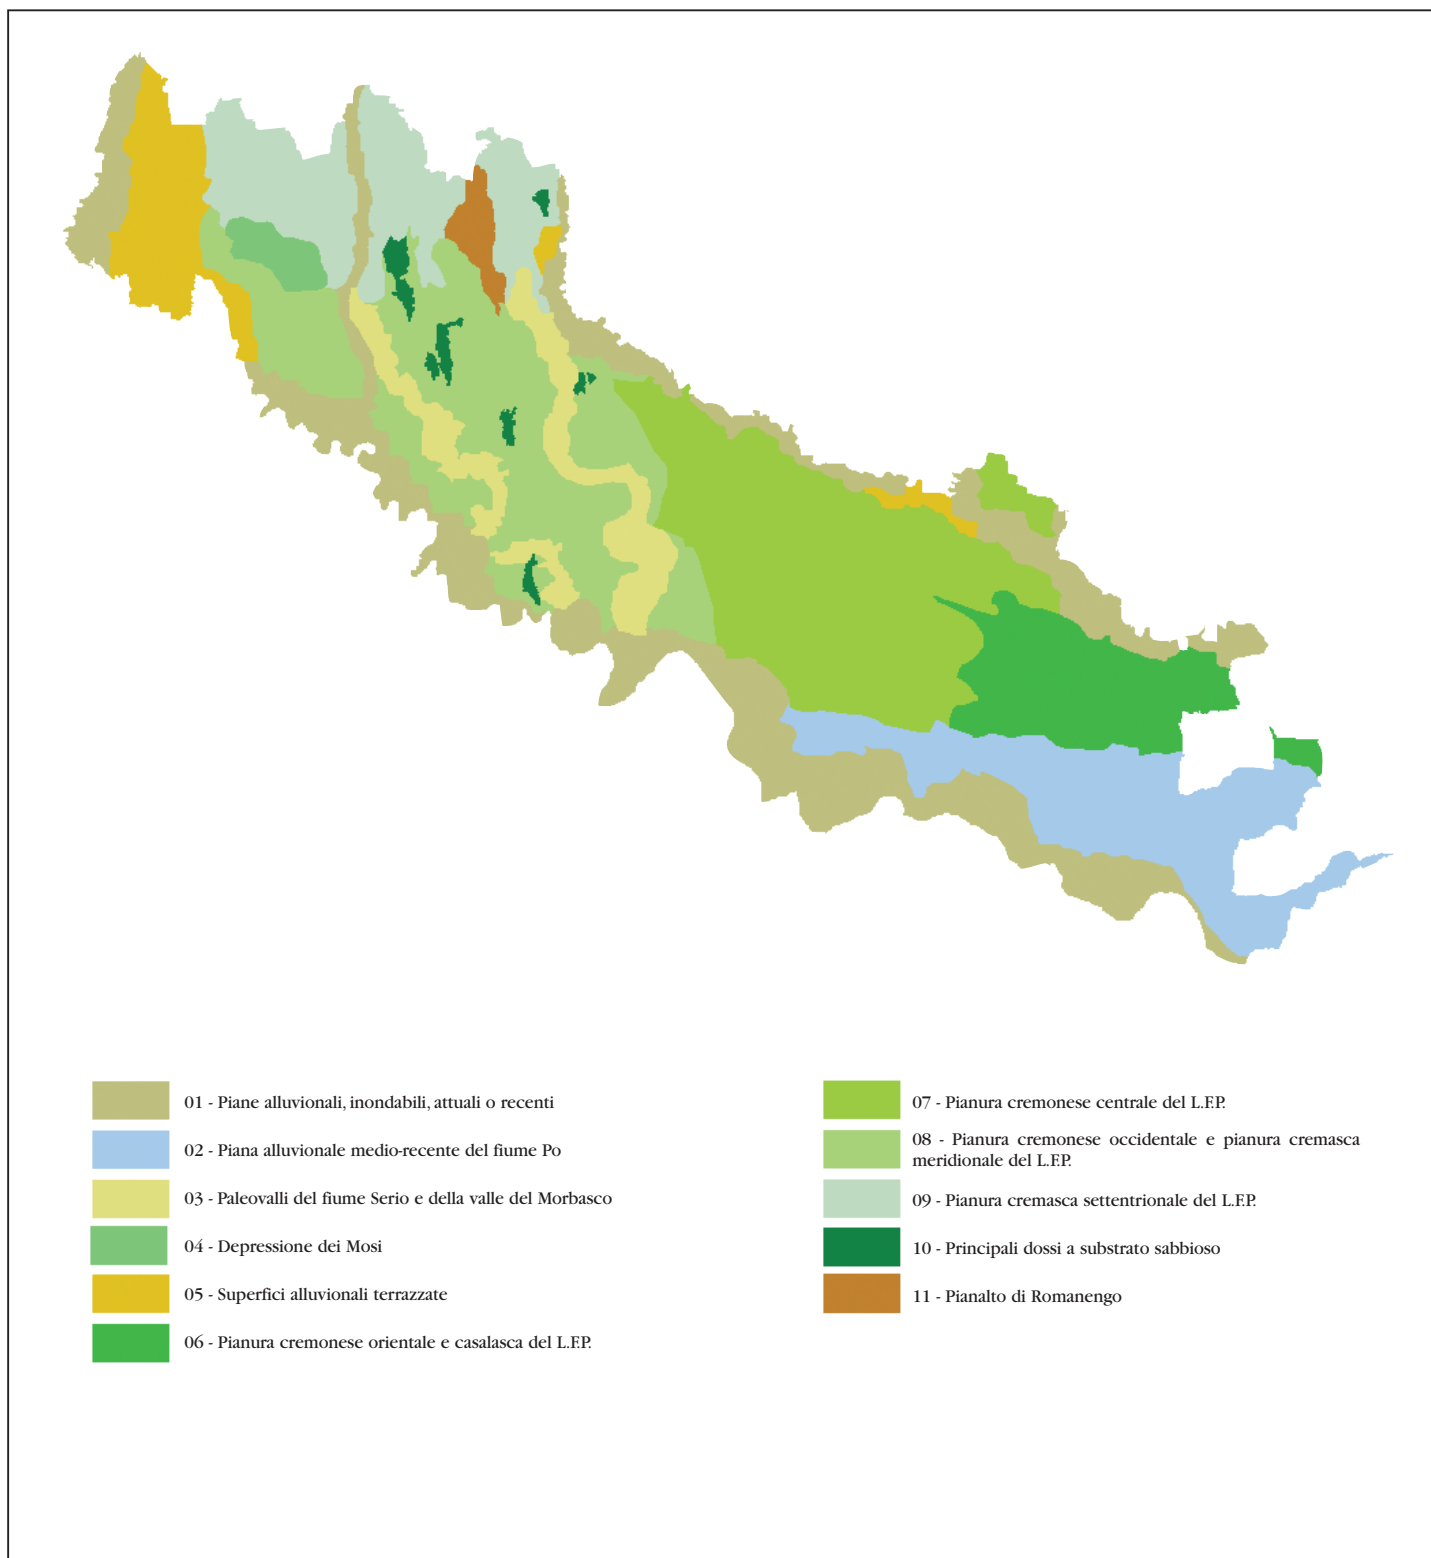 01 - Piane alluvionali, inondabili, attuali o recenti
02 - Piana alluvionale medio-recente del fiume Po
03 - Paleovalli del fiume Serio e della valle del Morbasco
04 - Depressione dei Mosi
05 - Superfici alluvionali terrazzate
06 - Pianura cremonese orientale e casalasca del L.F.P.
07 - Pianura cremonese centrale del L.F.P.
08 - Pianura cremonese occidentale e pianura cremasca
meridionale del L.F.P.
09 - Pianura cremasca settentrionale del L.F.P.
10 - Principali dossi a substrato sabbioso
11 - Pianalto di Romanengo